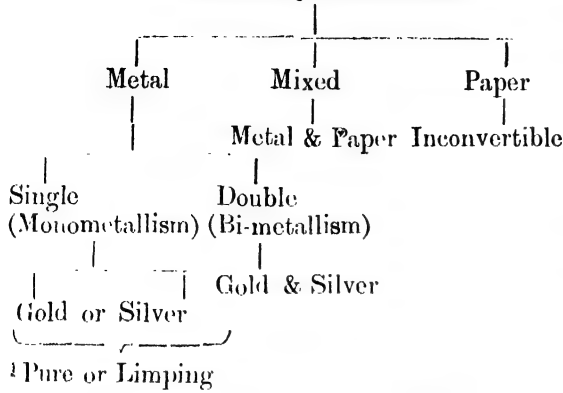 Metal Mixed Paper
Metal & Paper Inconvertible
Single Double
(Monometallism) (Bi-metallism)
Gold & Silver
Gold or Silver
Pure or Limping